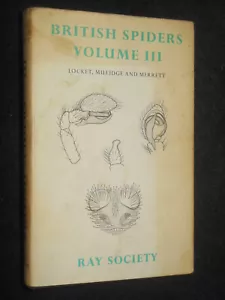 BRITISH SPIDERS
VOLUME III
LOCKET, MILLIDGE AND MERRETT
RAY SOCIETY